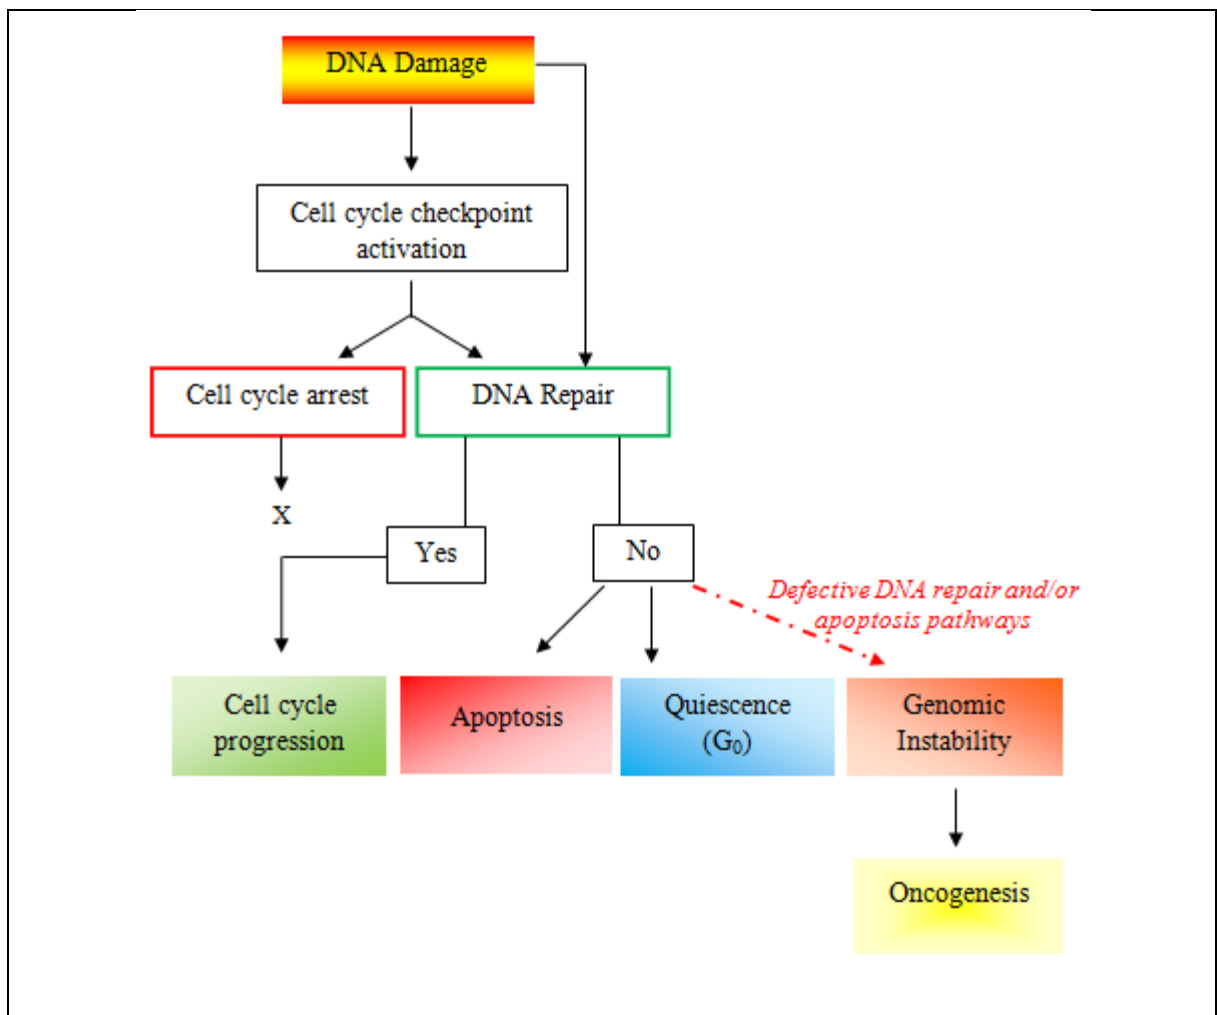 DNA Damage
Cell cycle checkpoint
activation
Cell cycle arrest
DNA Repair
X
Yes
No
Defective DNA repair and/or
apoptosis pathways
Cell cycle
progression
Apoptosis
Quiescence
(G₀)
Genomic
Instability
Oncogenesis